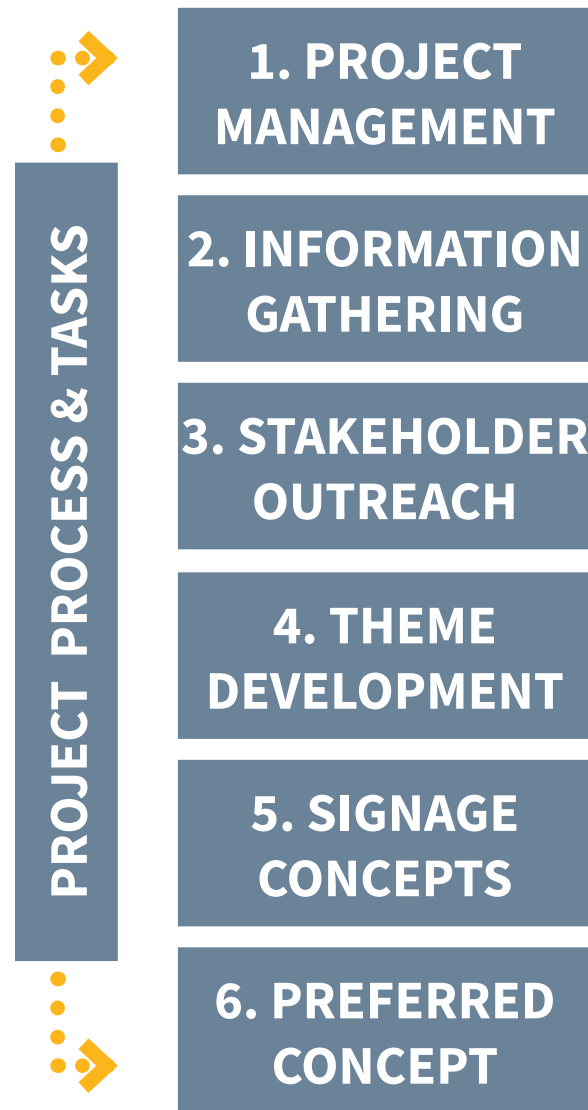 PROJECT PROCESS & TASKS
1. PROJECT
MANAGEMENT
2. INFORMATION
GATHERING
3. STAKEHOLDER
OUTREACH
4. THEME
DEVELOPMENT
5. SIGNAGE
CONCEPTS
6. PREFERRED
CONCEPT